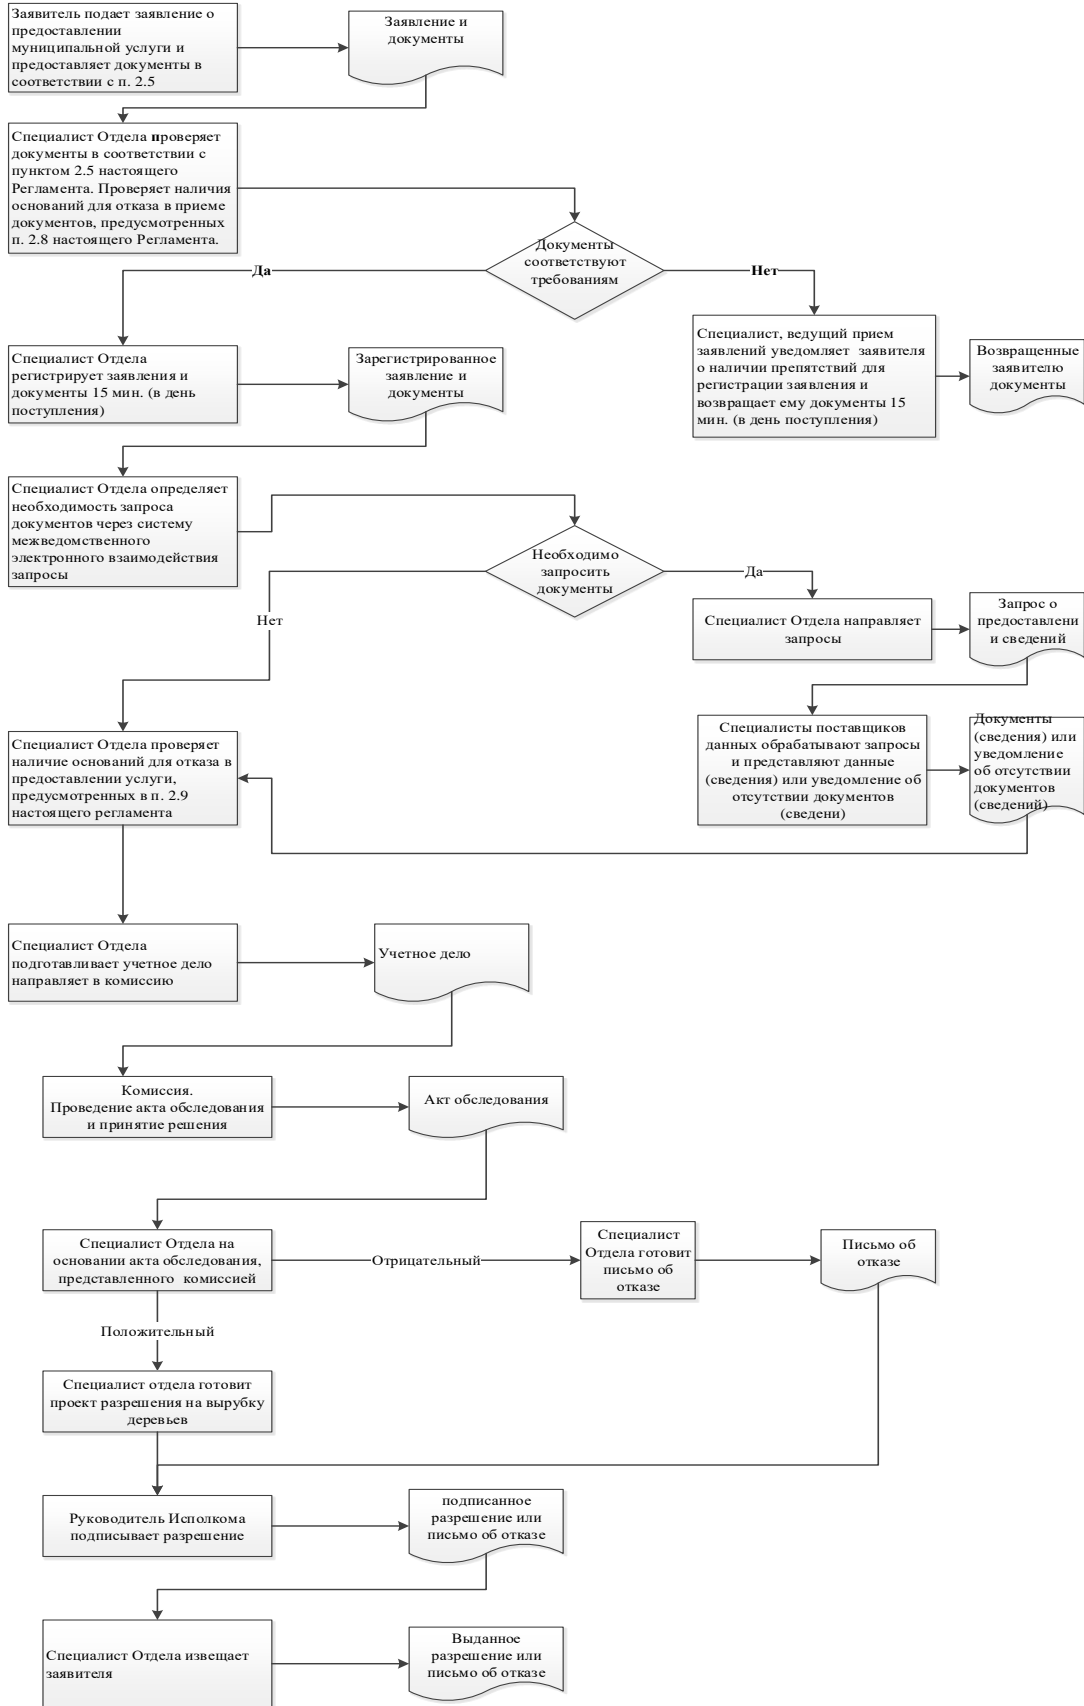 Заявитель подает заявление о
предоставлении
муниципальной услуги и
предоставляет документы в
соответствии с п. 2.5
Заявление и
документы
Специалист Отдела проверяет
документы в соответствии с
пунктом 2.5 настоящего
Регламента. Проверяет наличия
оснований для отказа в приеме
документов, предусмотренных
п. 2.8 настоящего Регламента.
Документы
соответствуют
требованиям
Да
Нет
Специалист Отдела
регистрирует заявления и
документы 15 мин. (в день
поступления)
Зарегистрированное
заявление и
документы
Специалист, ведущий прием
заявлений уведомляет заявителя
о наличии препятствий для
регистрации заявления и
возвращает ему документы 15
мин. (в день поступления)
Возвращенные
заявителю
документы
Специалист Отдела определяет
необходимость запроса
документов через систему
межведомственного
электронного взаимодействия
запросы
Необходимо
запросить
документы
Да
Нет
Специалист Отдела направляет
запросы
Запрос о
предоставлени
и сведений
Специалист Отдела проверяет
наличие оснований для отказа в
предоставлении услуги,
предусмотренных в п. 2.9
настоящего регламента
Специалисты поставщиков
данных обрабатывают запросы
и представляют данные
(сведения) или уведомление об
отсутствии документов
(сведени)
Документы
(сведения) или
уведомление
об отсутствии
документов
(сведений)
Специалист Отдела
подготавливает учетное дело
направляет в комиссию
Учетное дело
Комиссия.
Проведение акта обследования
и принятие решения
Акт обследования
Специалист Отдела на
основании акта обследования,
представленного комиссией
Отрицательный
Специалист
Отдела готовит
письмо об
отказе
Письмо об
отказе
Положительный
Специалист отдела готовит
проект разрешения на вырубку
деревьев
Руководитель Исполкома
подписывает разрешение
подписанное
разрешение или
письмо об отказе
Специалист Отдела извещает
заявителя
Выданное
разрешение или
письмо об отказе